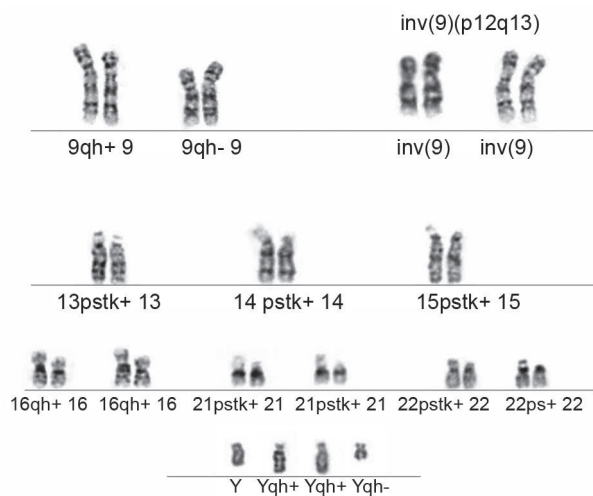 inv(9)(p12q13)
9qh+ 9 9qh- 9 inv(9) inv(9)
13pstk+ 13 14 pstk+ 14 15pstk+ 15
16qh+ 16 16qh+ 16 21pstk+ 21 21pstk+ 21 22pstk+ 22 22ps+ 22
Y Yqh+ Yqh+ Yqh-